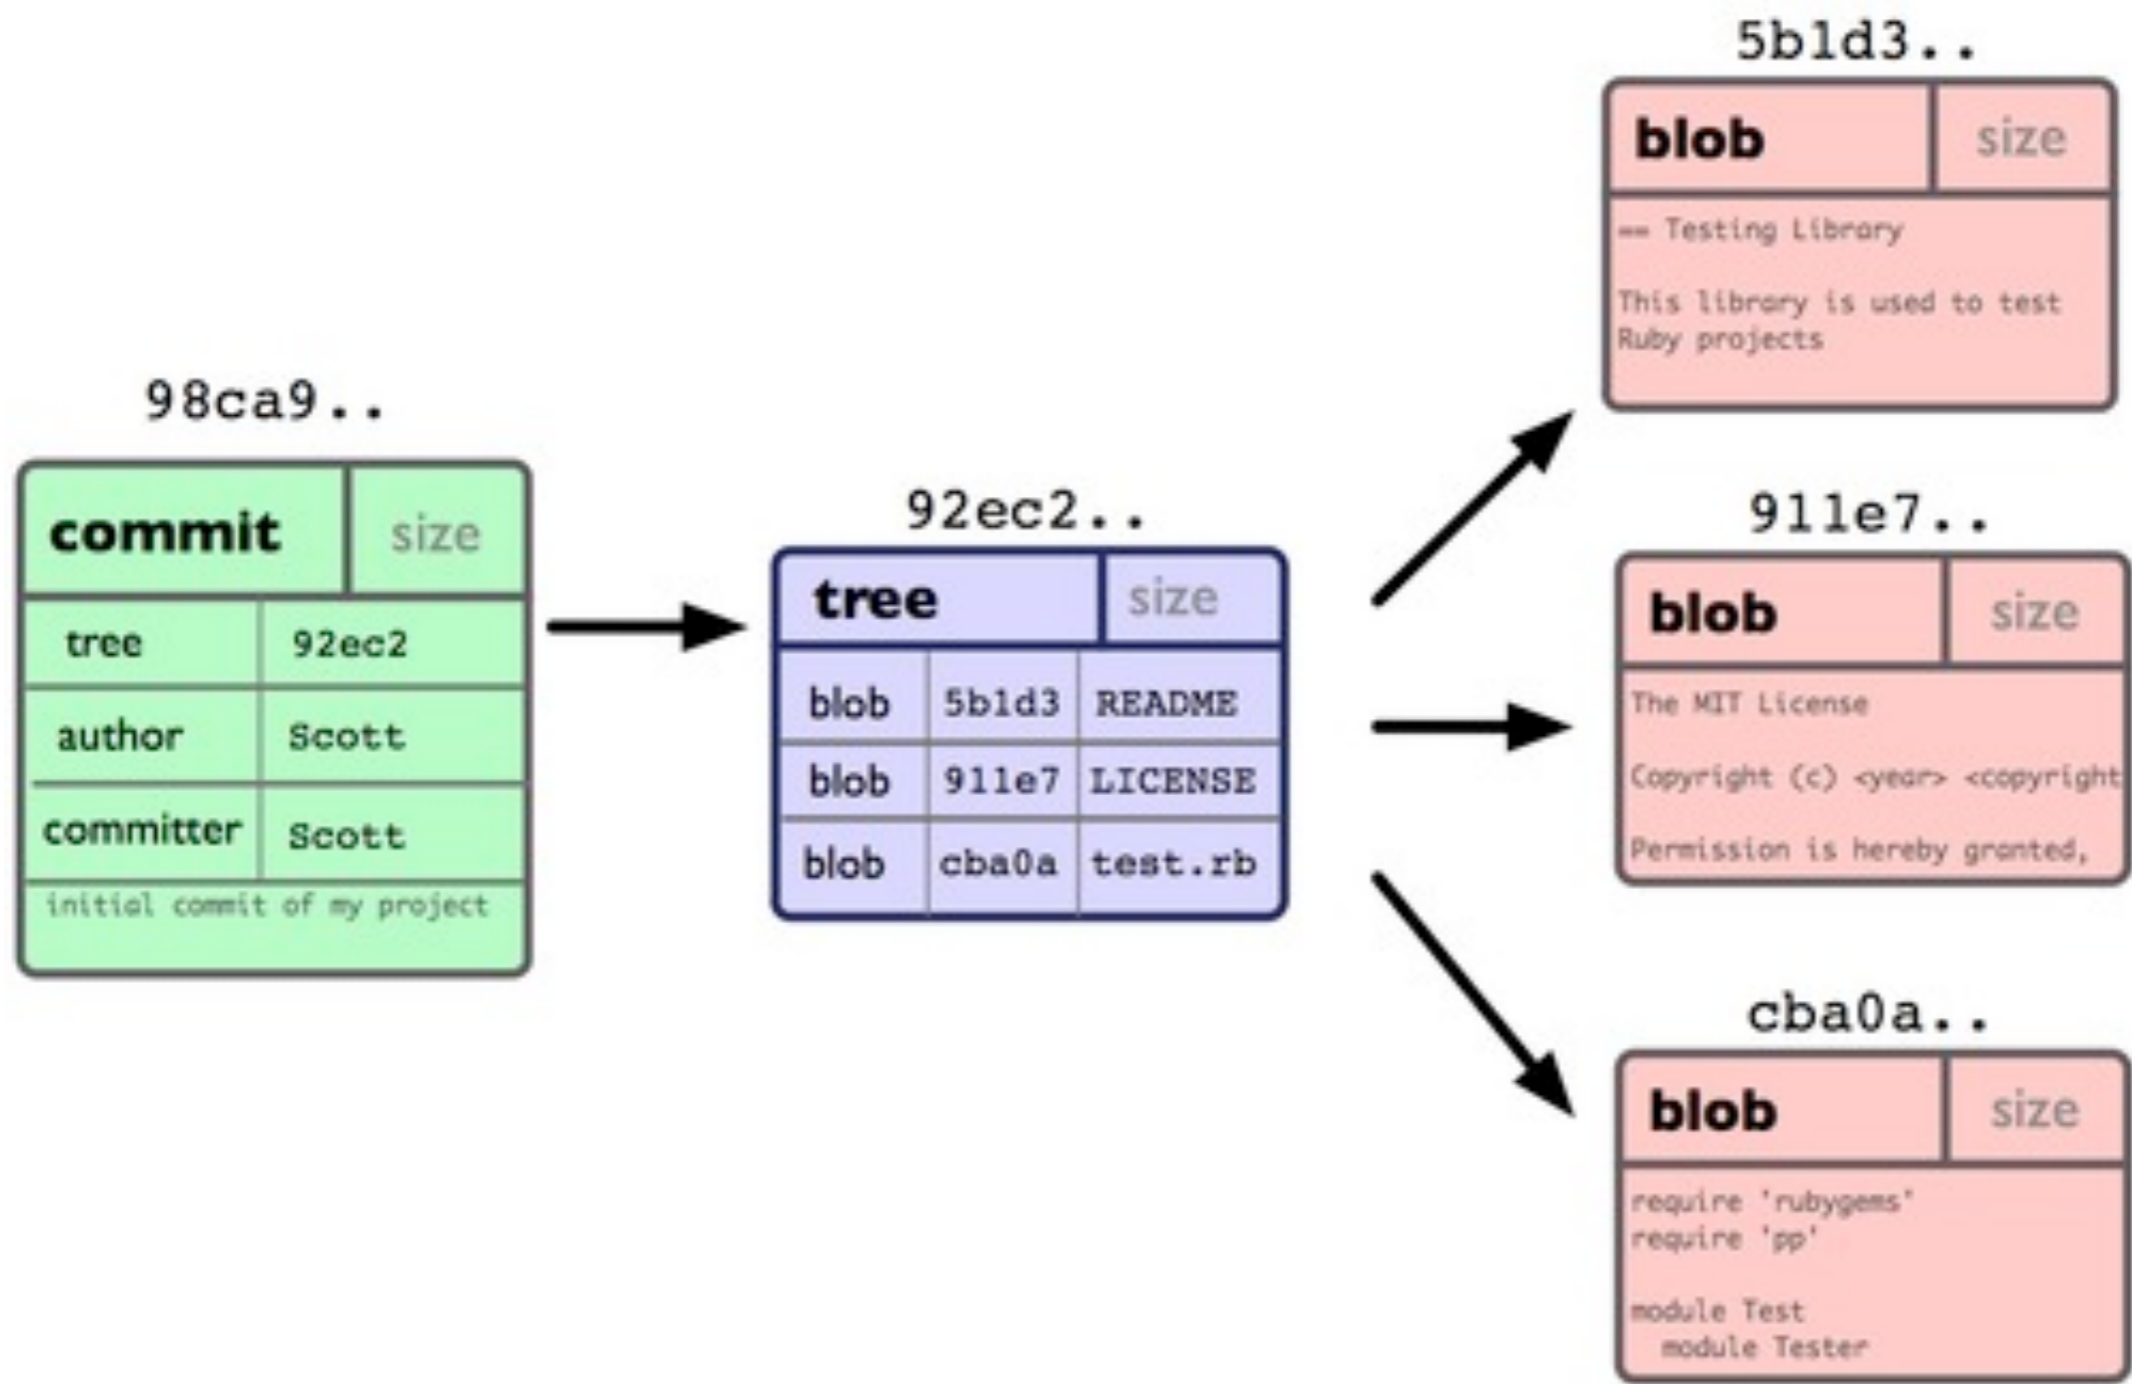 98ca9..
commit size
tree 92ec2
author Scott
committer Scott
initial commit of my project
92ec2..
tree size
blob 5b1d3 README
blob 911e7 LICENSE
blob cba0a test.rb
5b1d3..
blob size
== Testing Library
This library is used to test
Ruby projects
911e7..
blob size
The MIT License
Copyright (c) <year> <copyright
Permission is hereby granted,
cba0a..
blob size
require 'rubygems'
require 'pp'
module Test
module Tester